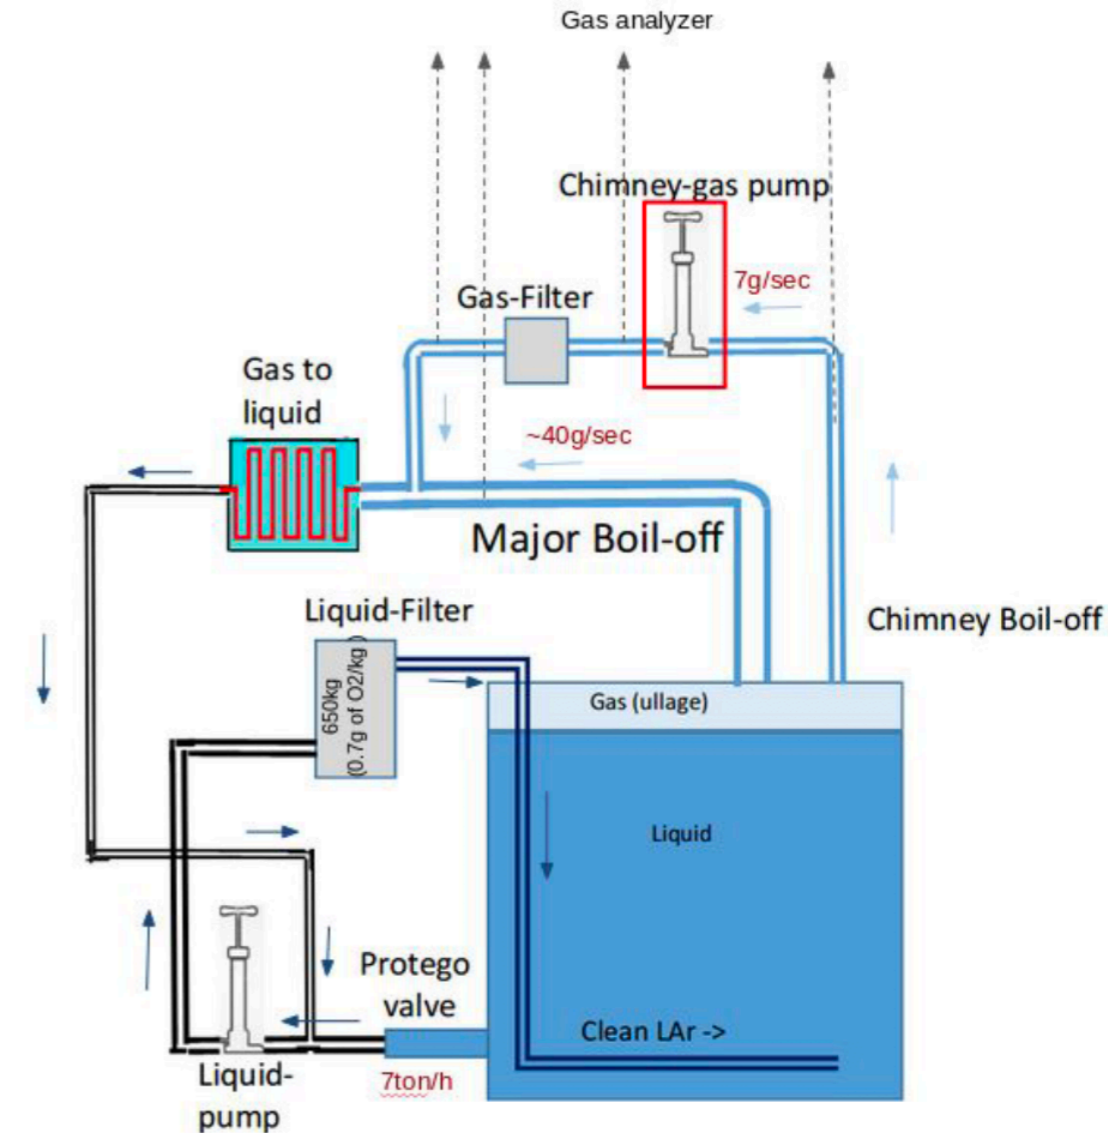 Gas analyzer
Chimney-gas pump
7g/sec
Gas-Filter
Gas to
liquid
~40g/sec
Major Boil-off
Liquid-Filter
650kg
(0.7g of O2/kg )
Chimney Boil-off
Gas (ullage)
Liquid
Protego
valve
Clean LAr ->
Liquid-
pump
7ton/h